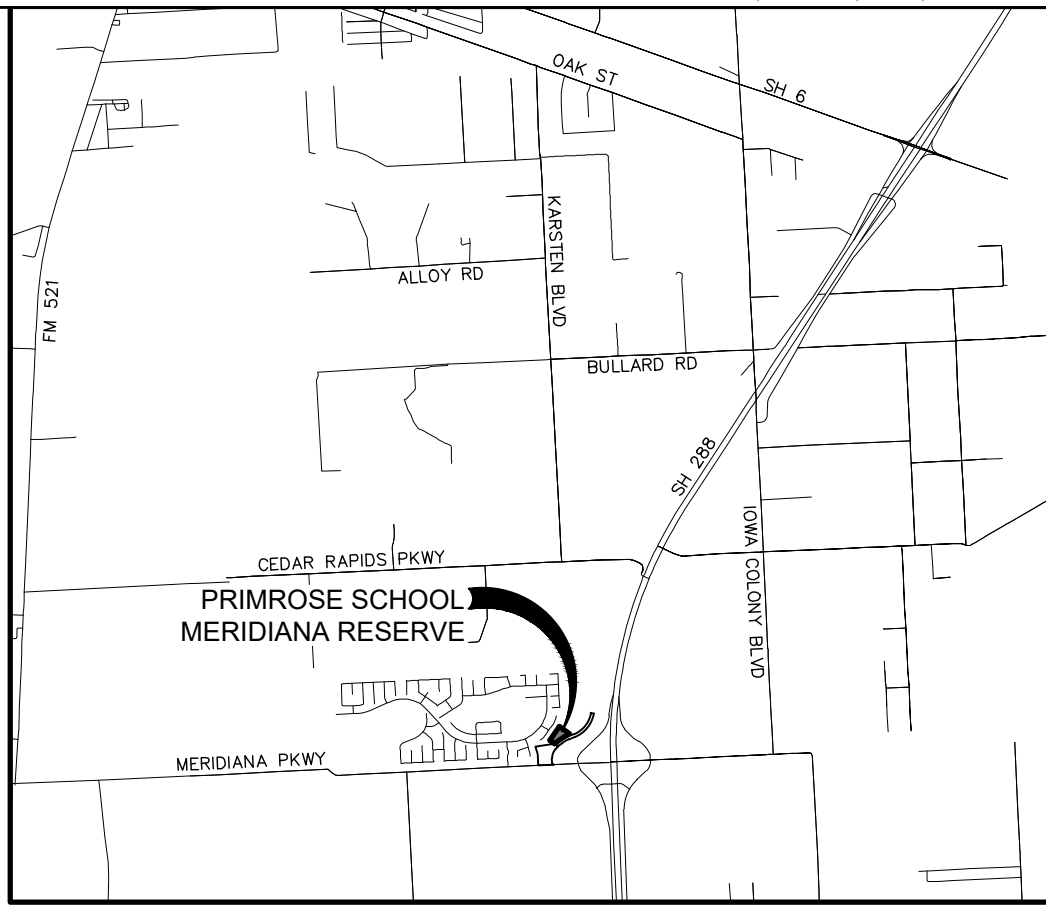 OAK ST
SH 6
KARSTEN BLVD
ALLOY RD
FM 521
BULLARD RD
SH 288
IOWA COLONY BLVD
CEDAR RAPIDS PKWY
PRIMROSE SCHOOL
MERIDIANA RESERVE
MERIDIANA PKWY